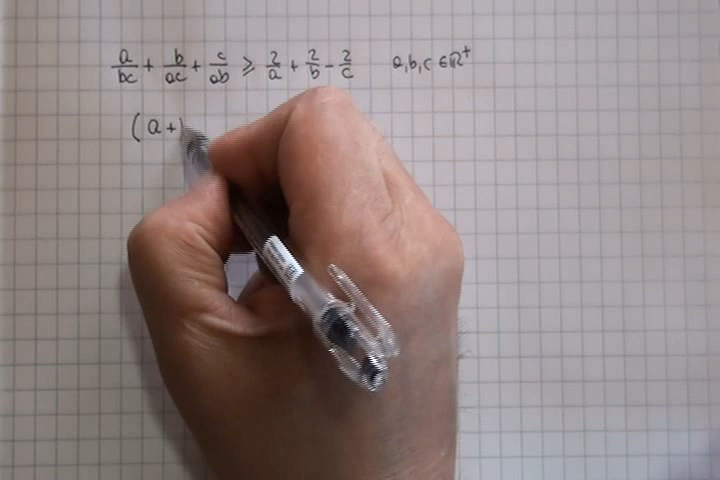 a/bc + b/ac + c/ab ⩾ 2/a + 2/b - 2/c a,b,c ∈ ℝ⁺
(a+